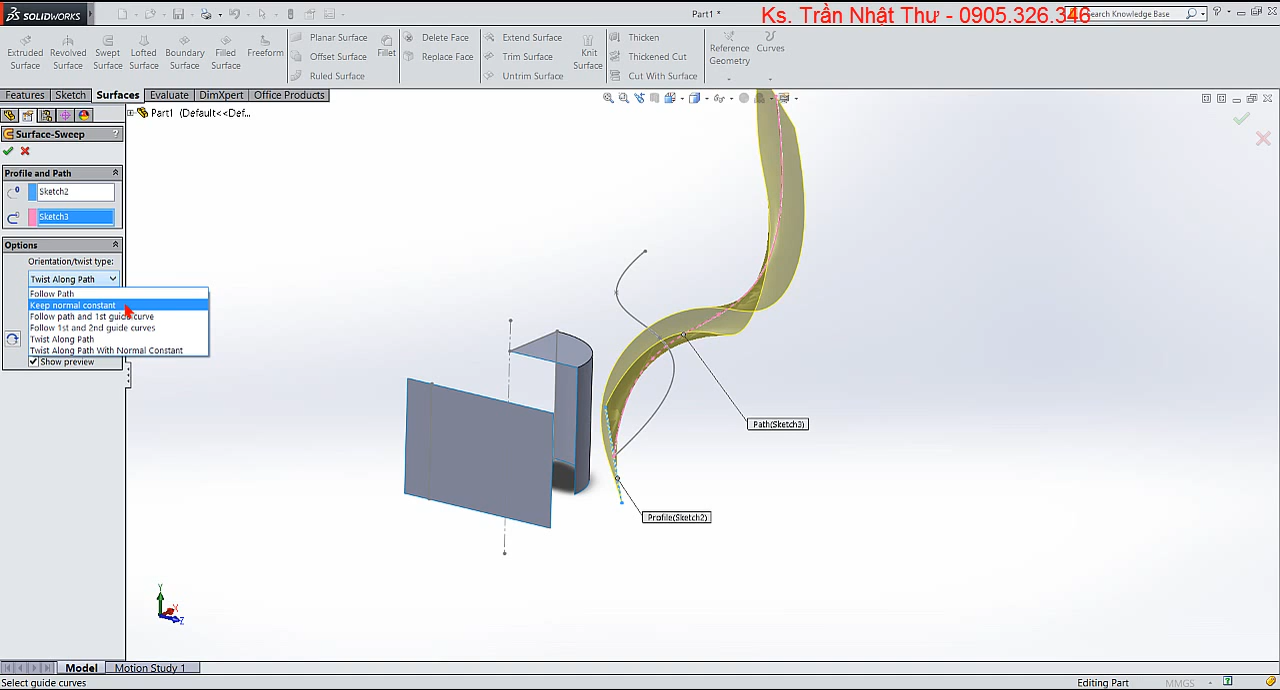 SOLIDWORKS
Part1 *
Ks. Trần Nhật Thư - 0905.326.346
Search Knowledge Base
Extruded Surface
Revolved Surface
Swept Surface
Lofted Surface
Boundary Surface
Filled Surface
Freeform
Planar Surface
Offset Surface
Ruled Surface
Fillet
Delete Face
Replace Face
Extend Surface
Trim Surface
Untrim Surface
Knit Surface
Thicken
Thickened Cut
Cut With Surface
Reference Geometry
Curves
Features
Sketch
Surfaces
Evaluate
DimXpert
Office Products
Part1 (Default<<Def...
Surface-Sweep
?
Profile and Path
Sketch2
Sketch3
Options
Orientation/twist type:
Twist Along Path
Follow Path
Keep normal constant
Follow path and 1st guide curve
Follow 1st and 2nd guide curves
Twist Along Path
Twist Along Path With Normal Constant
Show preview
Path(Sketch3)
Profile(Sketch2)
Y
X
Z
Model
Motion Study 1
Select guide curves
Editing Part
MMGS